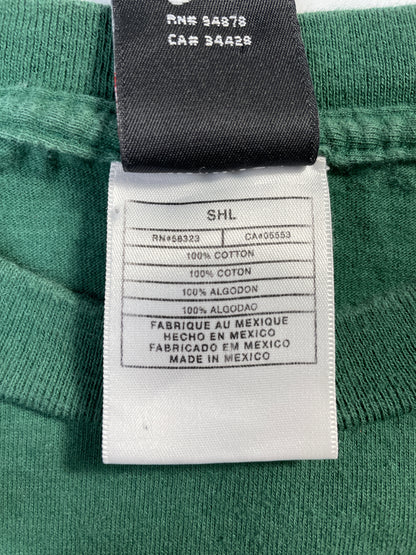 RN# 94878
CA# 34428
SHL
RN#58323 CA#05553
100% COTTON
100% COTON
100% ALGODON
100% ALGODAO
FABRIQUE AU MEXIQUE
HECHO EN MEXICO
FABRICADO EM MEXICO
MADE IN MEXICO